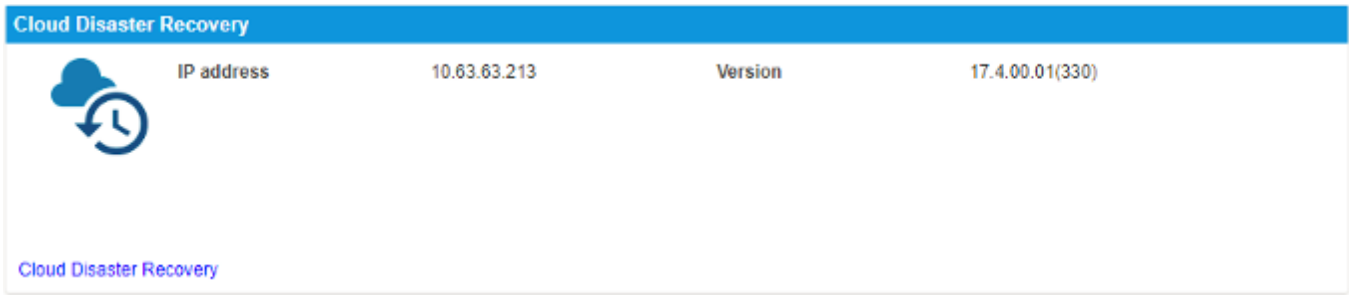 Cloud Disaster Recovery
IP address 10.63.63.213 Version 17.4.00.01(330)
Cloud Disaster Recovery